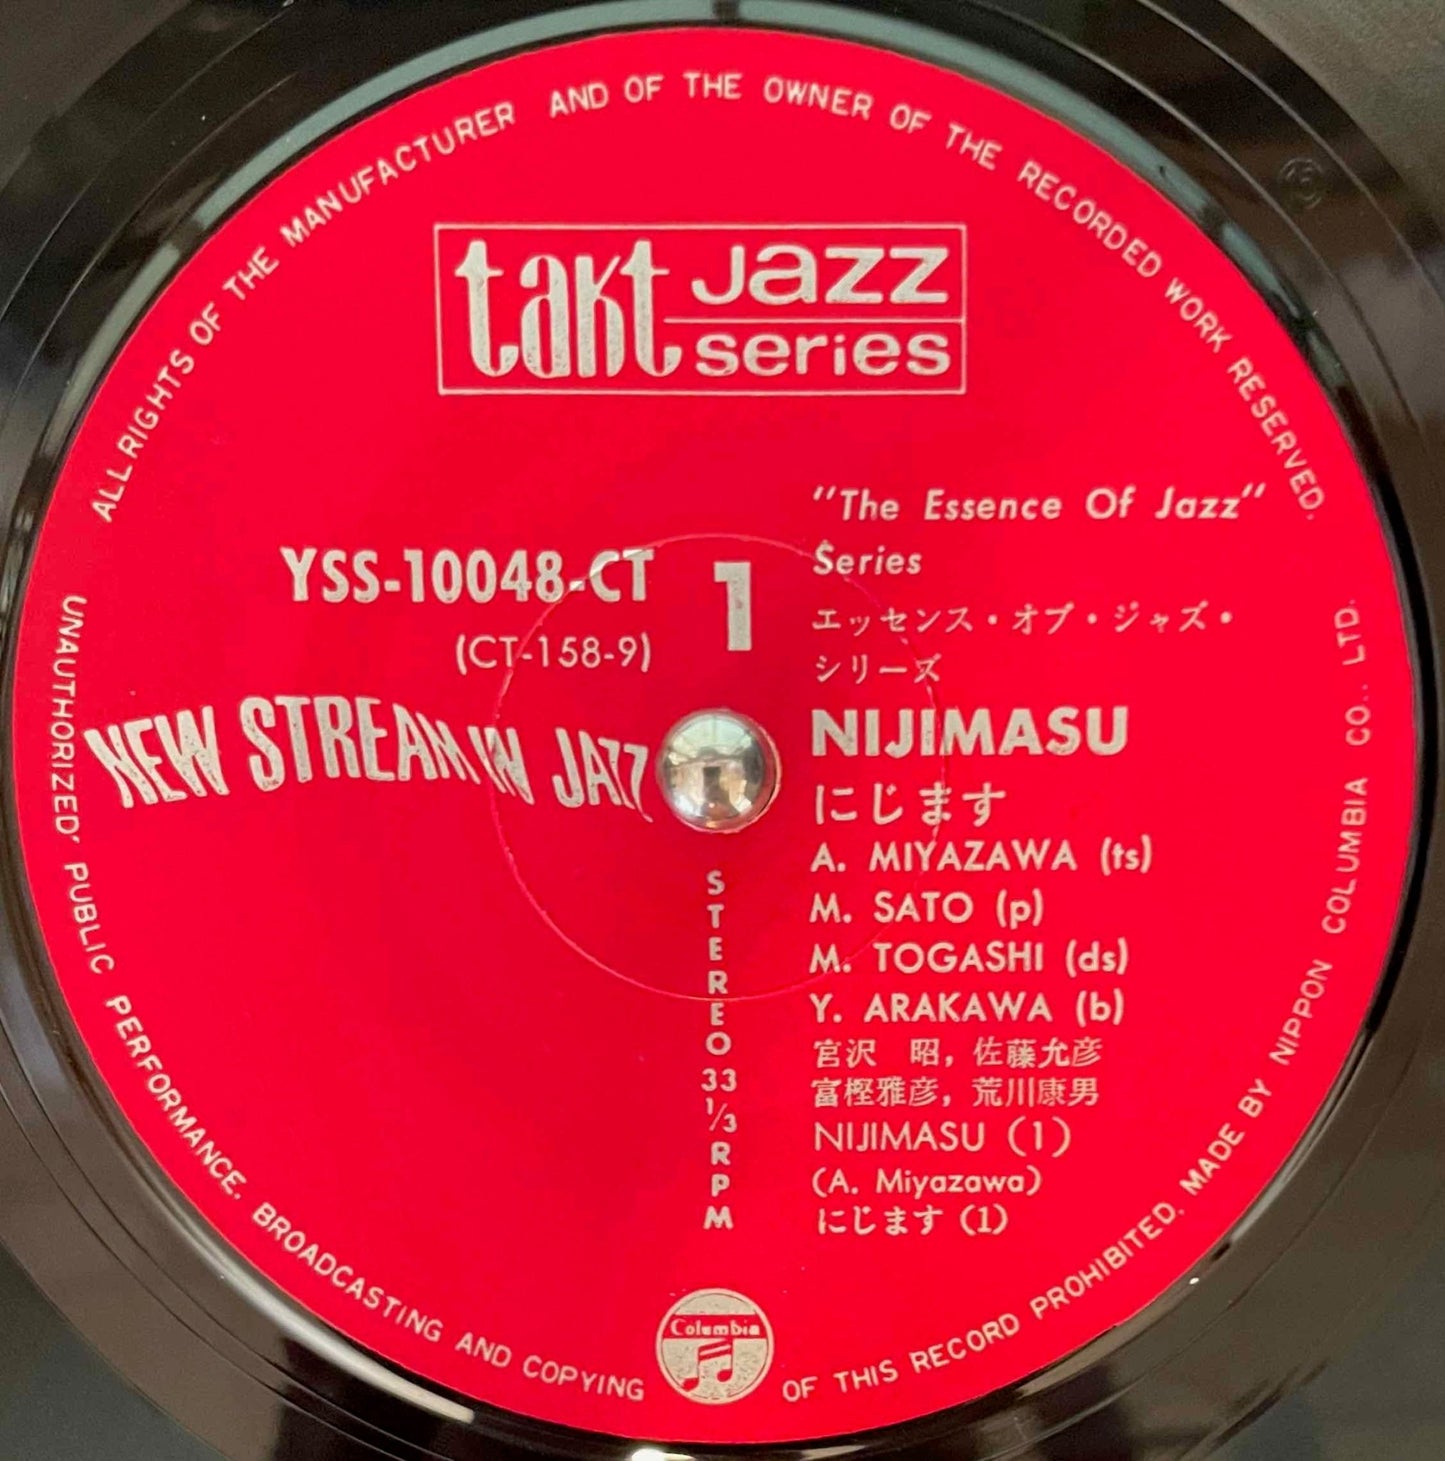 ALL RIGHTS OF THE MANUFACTURER AND OF THE OWNER OF THE RECORDED WORK RESERVED.
takt jazz
series
"The Essence Of Jazz"
Series
エッセンス・オブ・ジャズ・
シリーズ
YSS-10048-CT
(CT-158-9)
1
NEW STREAM IN JAZZ
NIJIMASU
にじます
A. MIYAZAWA (ts)
M. SATO (p)
M. TOGASHI (ds)
Y. ARAKAWA (b)
宮沢 昭, 佐藤允彦
富樫雅彦, 荒川康男
NIJIMASU (1)
(A. Miyazawa)
にじます (1)
STEREO 33 1/3 RPM
Columbia
UNAUTHORIZED, PUBLIC PERFORMANCE, BROADCASTING AND COPYING OF THIS RECORD PROHIBITED. MADE BY NIPPON COLUMBIA CO., LTD.